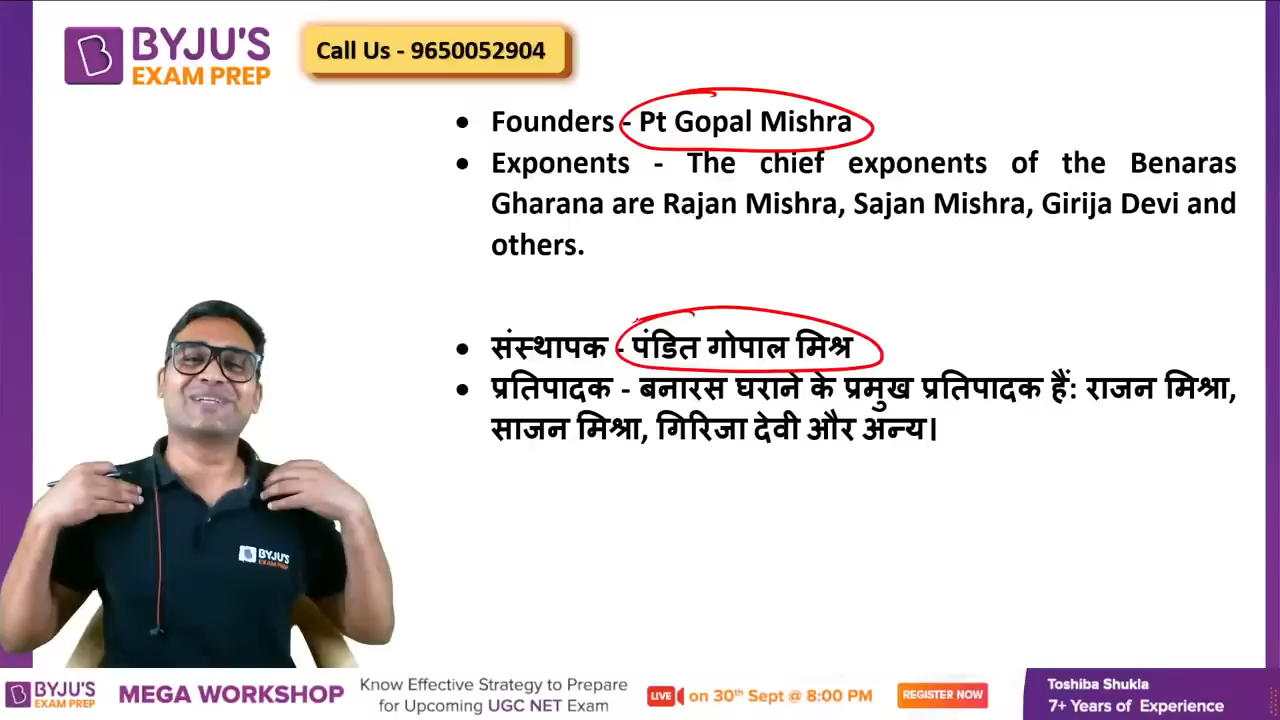 BYJU'S
EXAM PREP
Call Us - 9650052904
• Founders - Pt Gopal Mishra
• Exponents - The chief exponents of the Benaras
Gharana are Rajan Mishra, Sajan Mishra, Girija Devi and
others.
• संस्थापक - पंडित गोपाल मिश्र
• प्रतिपादक - बनारस घराने के प्रमुख प्रतिपादक हैं: राजन मिश्रा,
साजन मिश्रा, गिरिजा देवी और अन्य।
BYJU'S
EXAM PREP
BYJU'S
EXAM PREP
MEGA WORKSHOP
Know Effective Strategy to Prepare
for Upcoming UGC NET Exam
LIVE on 30th Sept @ 8:00 PM
REGISTER NOW
Toshiba Shukla
7+ Years of Experience